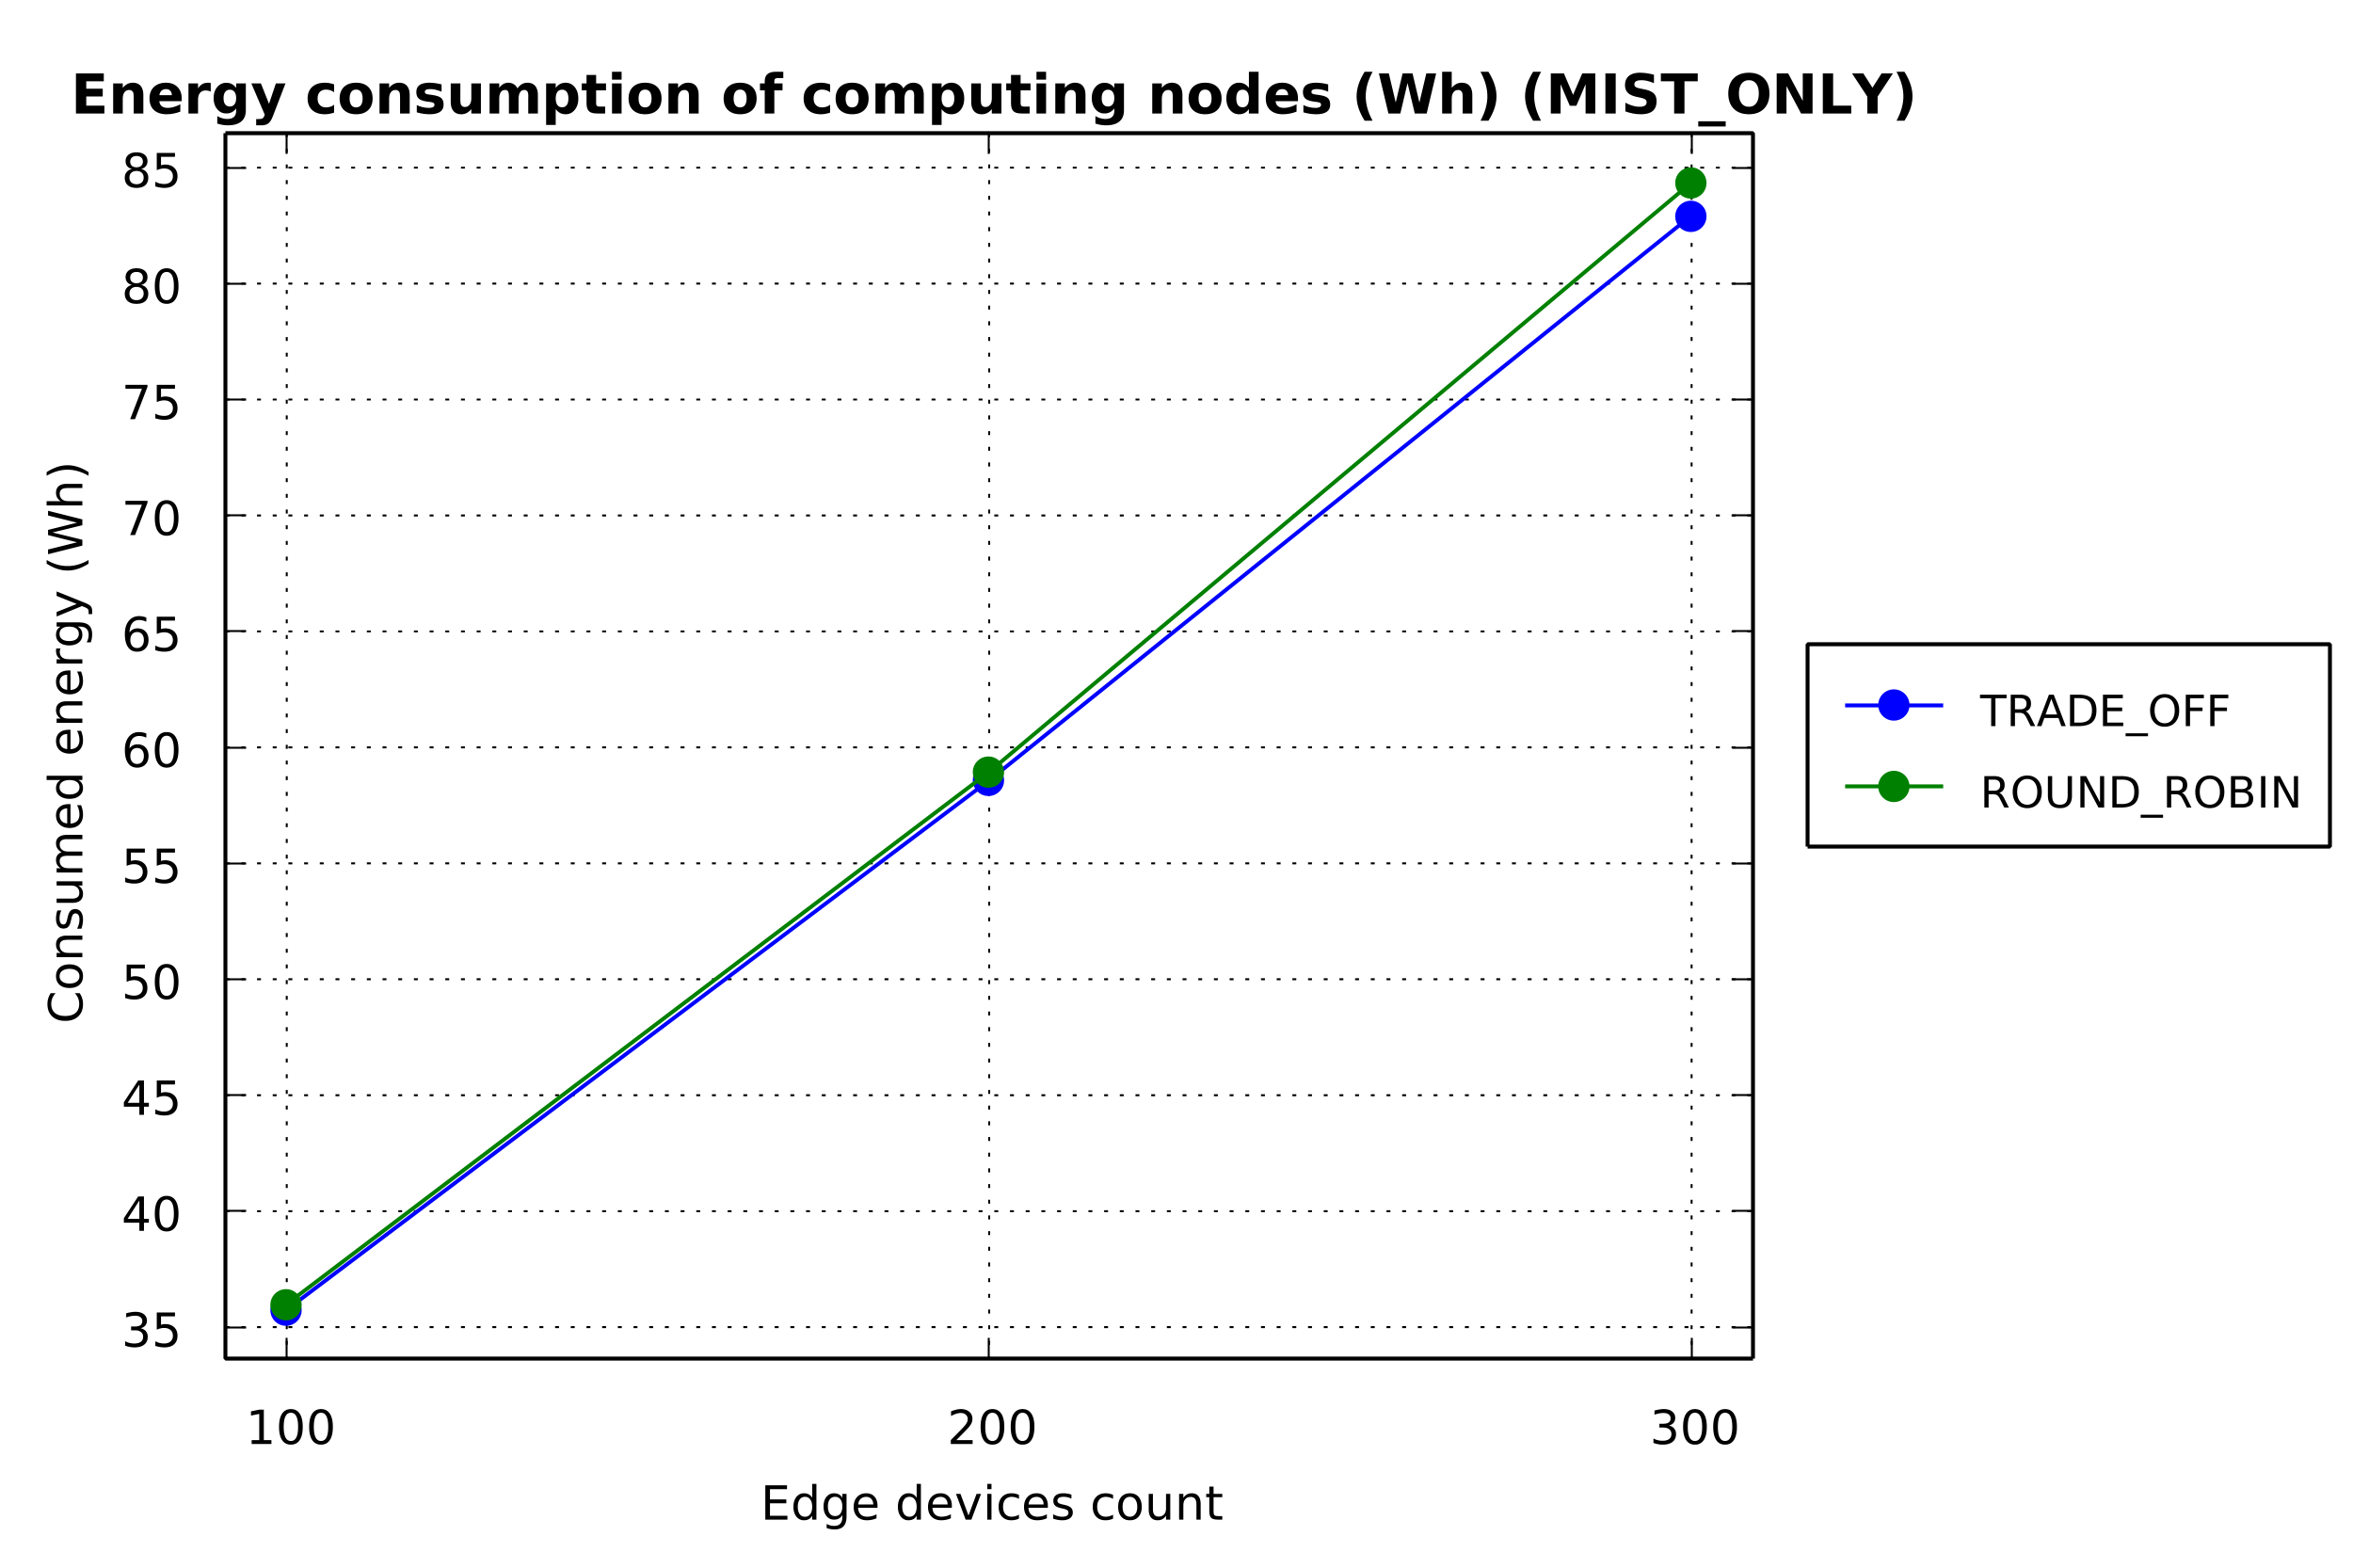 Energy consumption of computing nodes (Wh) (MIST_ONLY)
85
80
75
70
65
60
55
50
45
40
35
Consumed energy (Wh)
100 200 300
Edge devices count
TRADE_OFF
ROUND_ROBIN